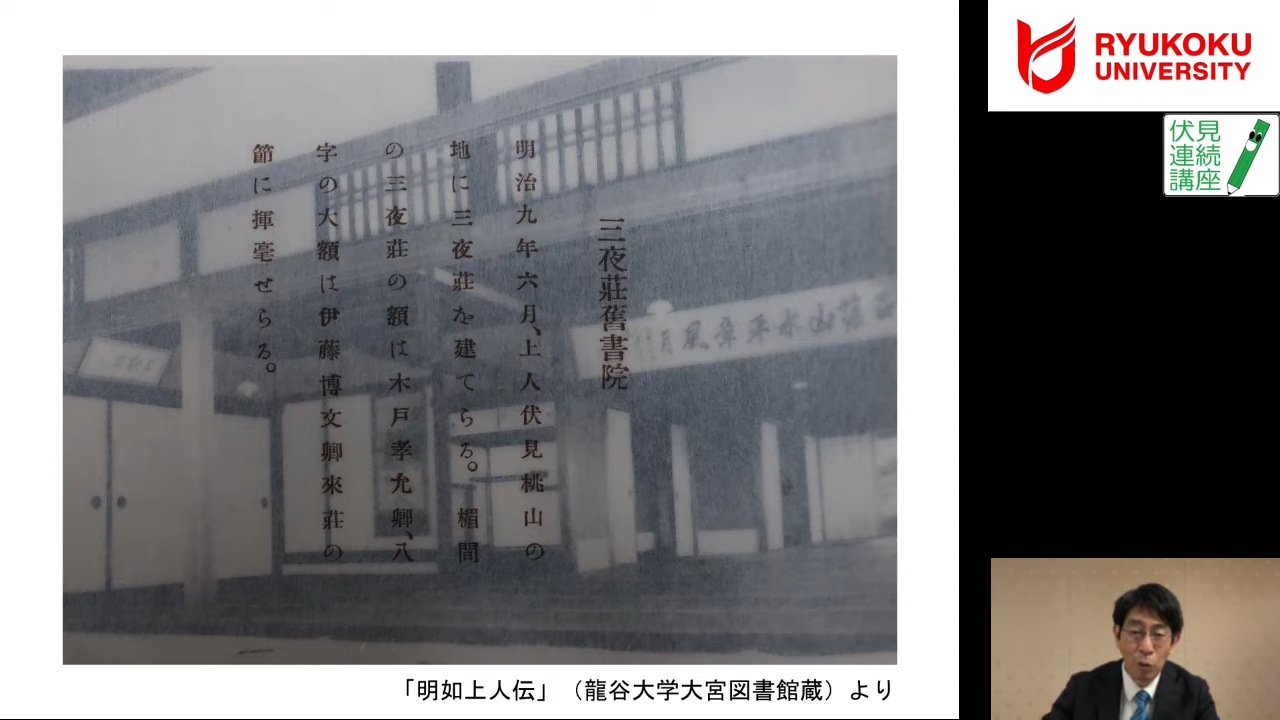 三夜莊舊書院
明治九年六月、上人伏見桃山の
地に三夜莊を建てらる。楣間
の三夜莊の額は木戸孝允卿、八
字の大額は伊藤博文卿來莊の
節に揮毫せらる。
「明如上人伝」（龍谷大学大宮図書館蔵）より
RYUKOKU
UNIVERSITY
伏見
連続
講座